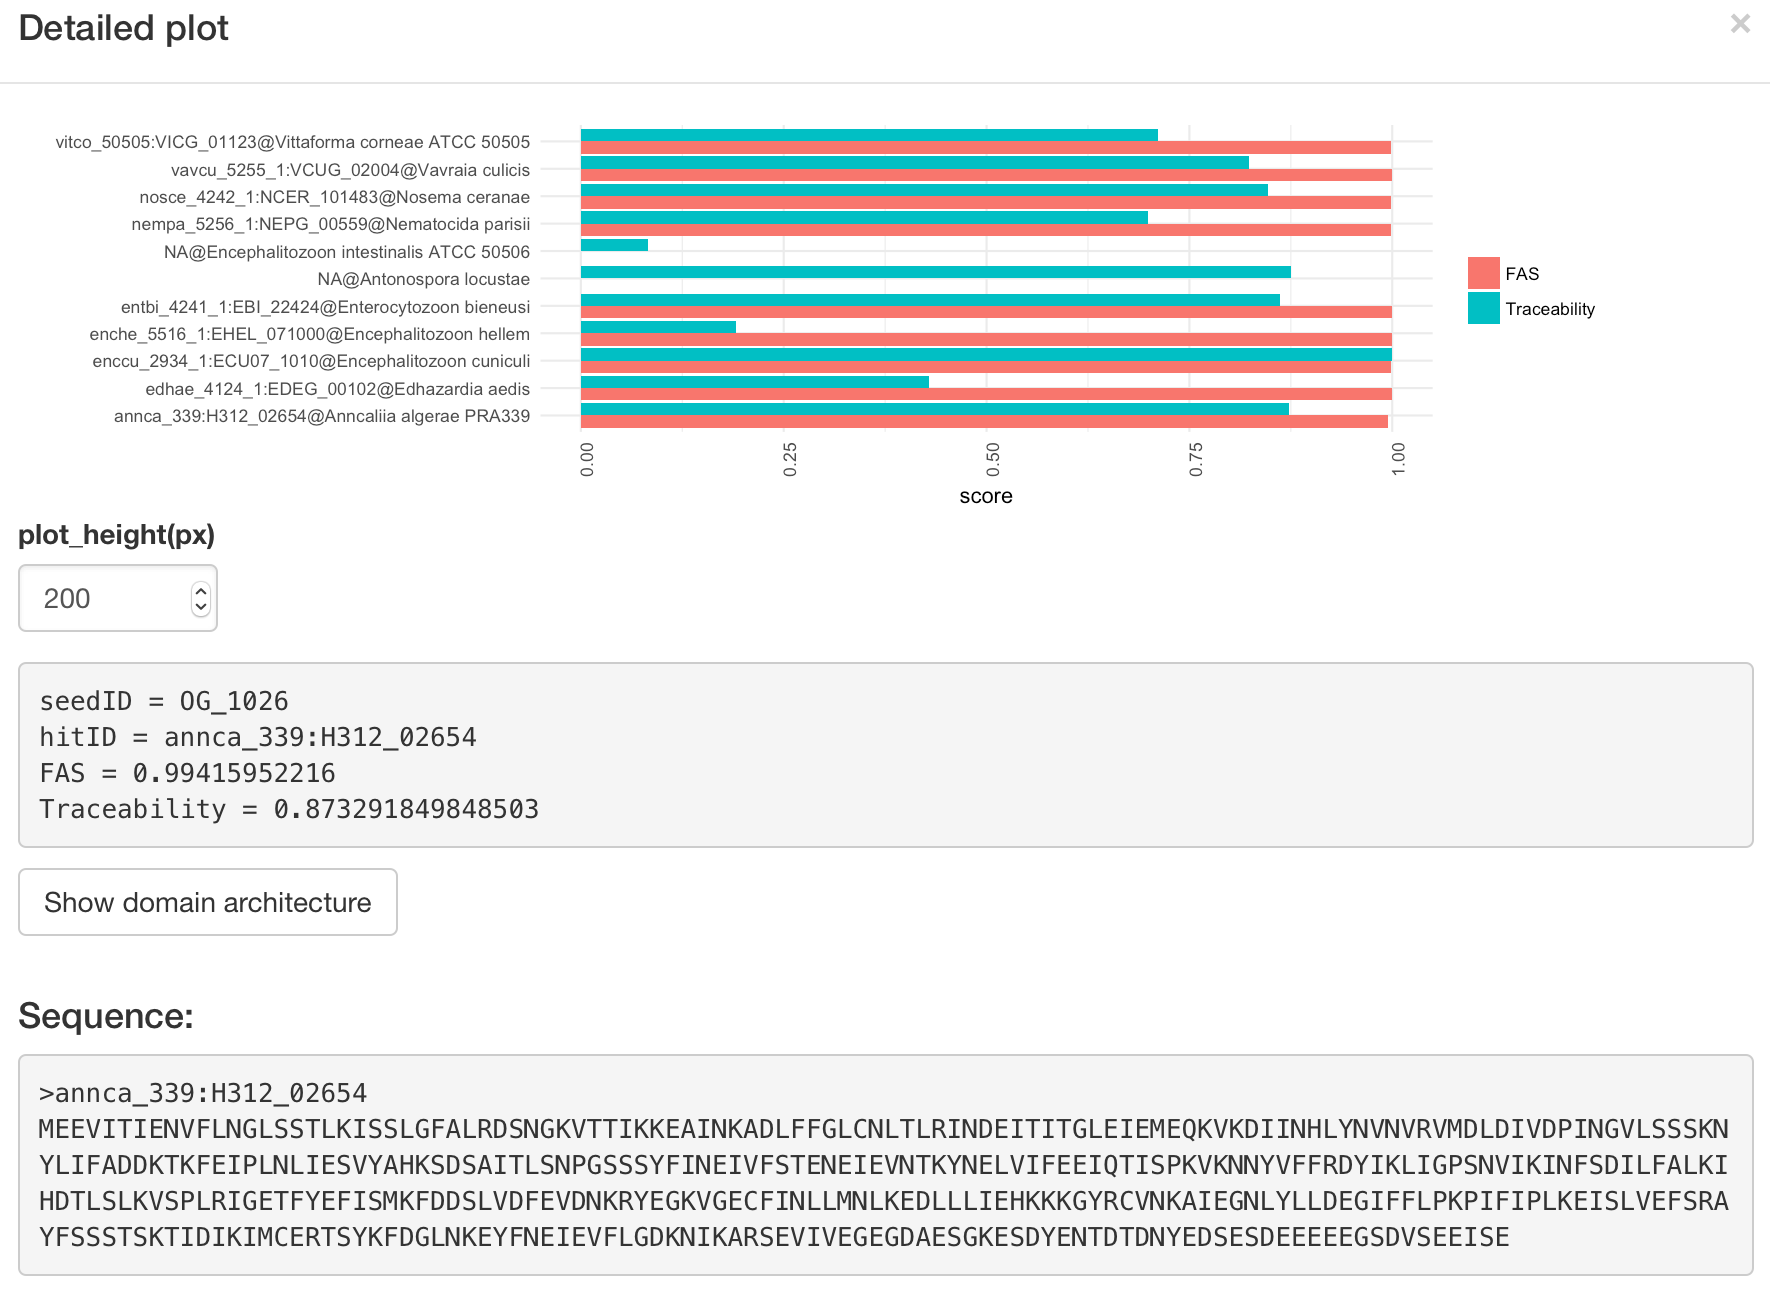 Detailed plot
×
vitco_50505:VICG_01123@Vittaforma corneae ATCC 50505
vavcu_5255_1:VCUG_02004@Vavraia culicis
nosce_4242_1:NCER_101483@Nosema ceranae
nempa_5256_1:NEPG_00559@Nematocida parisii
NA@Encephalitozoon intestinalis ATCC 50506
NA@Antonospora locustae
entbi_4241_1:EBI_22424@Enterocytozoon bieneusi
enche_5516_1:EHEL_071000@Encephalitozoon hellem
enccu_2934_1:ECU07_1010@Encephalitozoon cuniculi
edhae_4124_1:EDEG_00102@Edhazardia aedis
annca_339:H312_02654@Anncaliia algerae PRA339
0.00
0.25
0.50
0.75
1.00
score
FAS
Traceability
plot_height(px)
200
seedID = OG_1026
hitID = annca_339:H312_02654
FAS = 0.99415952216
Traceability = 0.873291849848503
Show domain architecture
Sequence:
>annca_339:H312_02654
MEEVITIENVFLNGLSSTLKISSLGFALRDSNGKVTTIKKEAINKADLFFGLCNLTLRINDEITITGLEIEMEQKVKDIINHLYNVNVRVMDLDIVDPINGVLSSSKN
YLIFADDKTKFEIPLNLIESVYAHKSDSAITLSNPGSSSYFINEIVFSTENEIEVNTKYNELVIFEEIQTISPKVKNNYVFFRDYIKLIGPSNVIKINFSDILFALKI
HDTLSLKVSPLRIGETFYEFISMKFDDSLVDFEVDNKRYEGKVGECFINLLMNLKEDLLLIEHKKKGYRCVNKAIEGNLYLLDEGIFFLPKPIFIPLKEISLVEFSRA
YFSSSTSKTIDIKIMCERTSYKFDGLNKEYFNEIEVFLGDKNIKARSEVIVEGEGDAESGKESDYENTDTDNYEDSESDEEEEEGSDVSEEISE